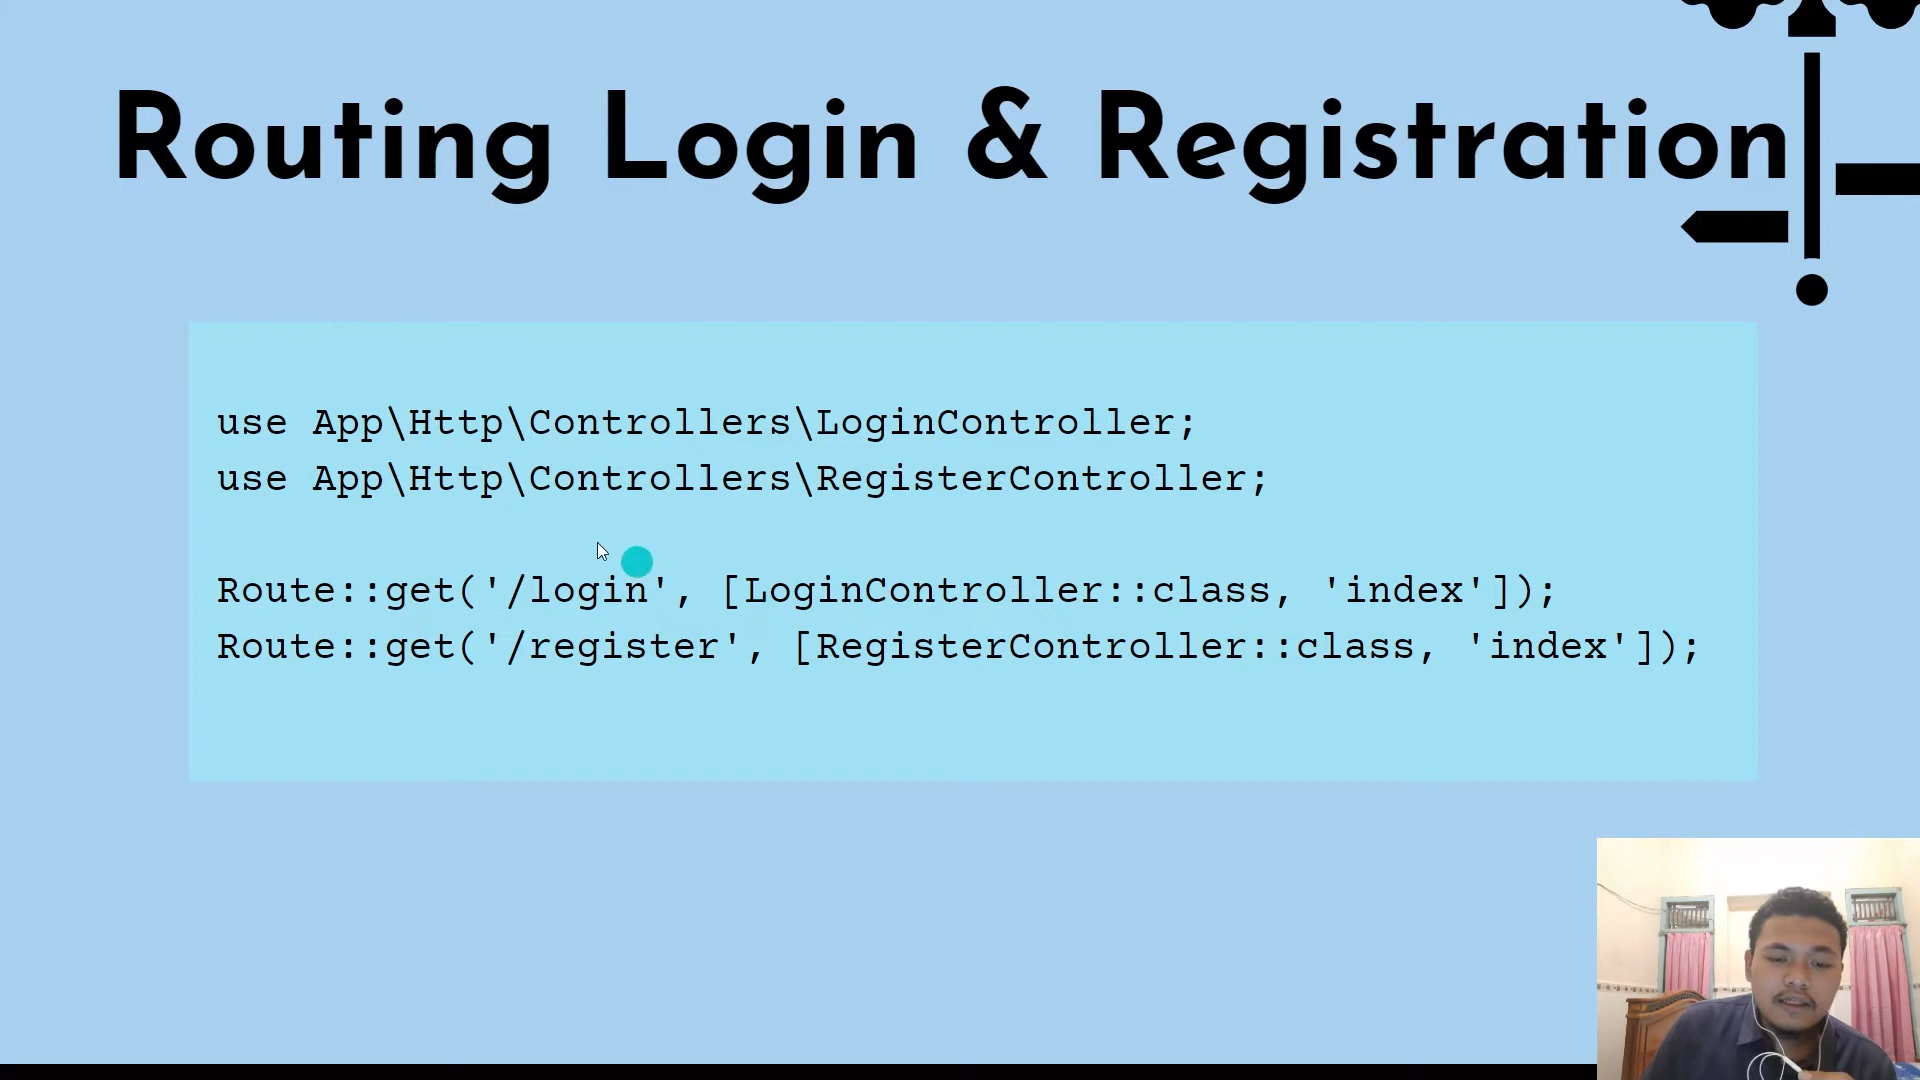 Routing Login & Registration
use App\Http\Controllers\LoginController;
use App\Http\Controllers\RegisterController;
Route::get('/login', [LoginController::class, 'index']);
Route::get('/register', [RegisterController::class, 'index']);